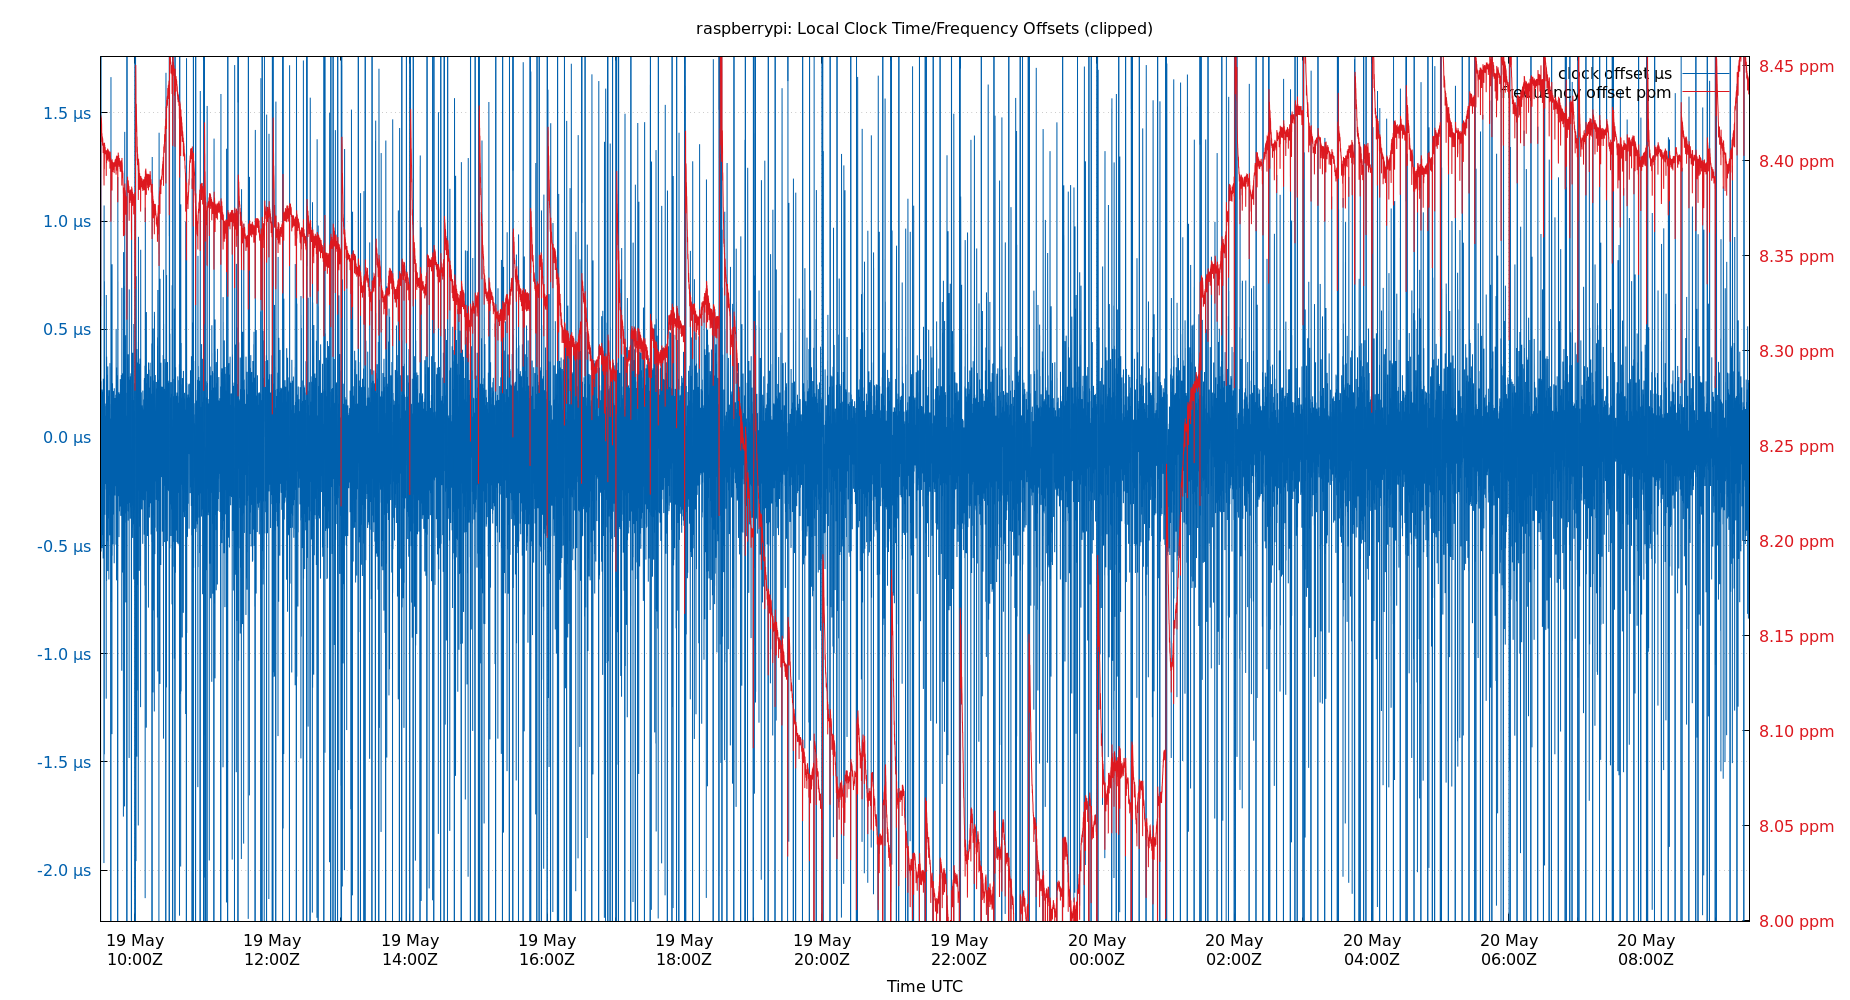 raspberrypi: Local Clock Time/Frequency Offsets (clipped)
clock offset µs
frequency offset ppm
1.5 µs
1.0 µs
0.5 µs
0.0 µs
-0.5 µs
-1.0 µs
-1.5 µs
-2.0 µs
8.45 ppm
8.40 ppm
8.35 ppm
8.30 ppm
8.25 ppm
8.20 ppm
8.15 ppm
8.10 ppm
8.05 ppm
8.00 ppm
19 May
10:00Z
19 May
12:00Z
19 May
14:00Z
19 May
16:00Z
19 May
18:00Z
19 May
20:00Z
19 May
22:00Z
20 May
00:00Z
20 May
02:00Z
20 May
04:00Z
20 May
06:00Z
20 May
08:00Z
Time UTC